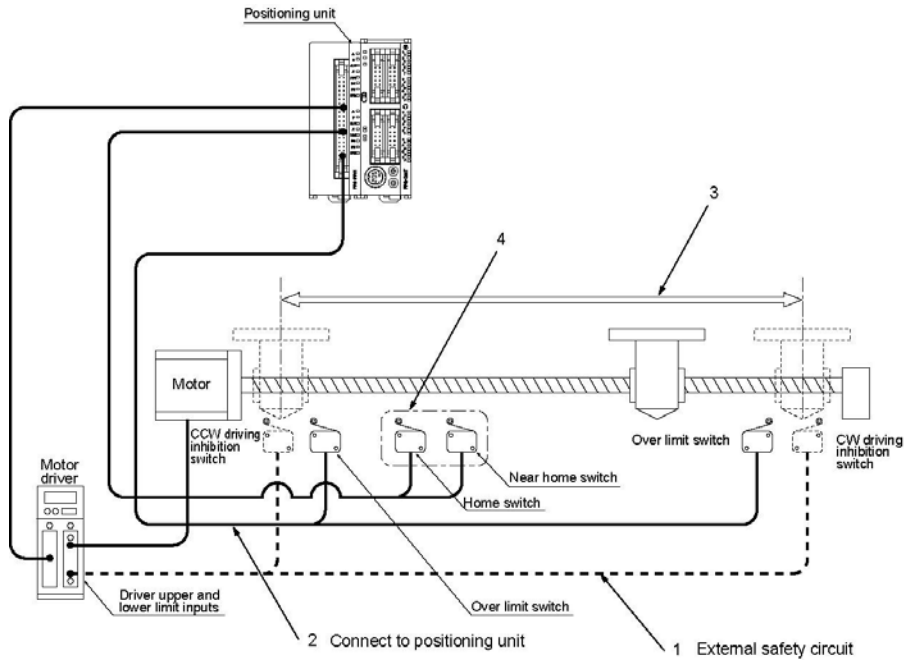 Positioning unit
3
4
Motor
CCW driving
inhibition
switch
Over limit switch
CW driving
inhibition
switch
Near home switch
Home switch
Motor
driver
Driver upper and
lower limit inputs
Over limit switch
2 Connect to positioning unit
1 External safety circuit